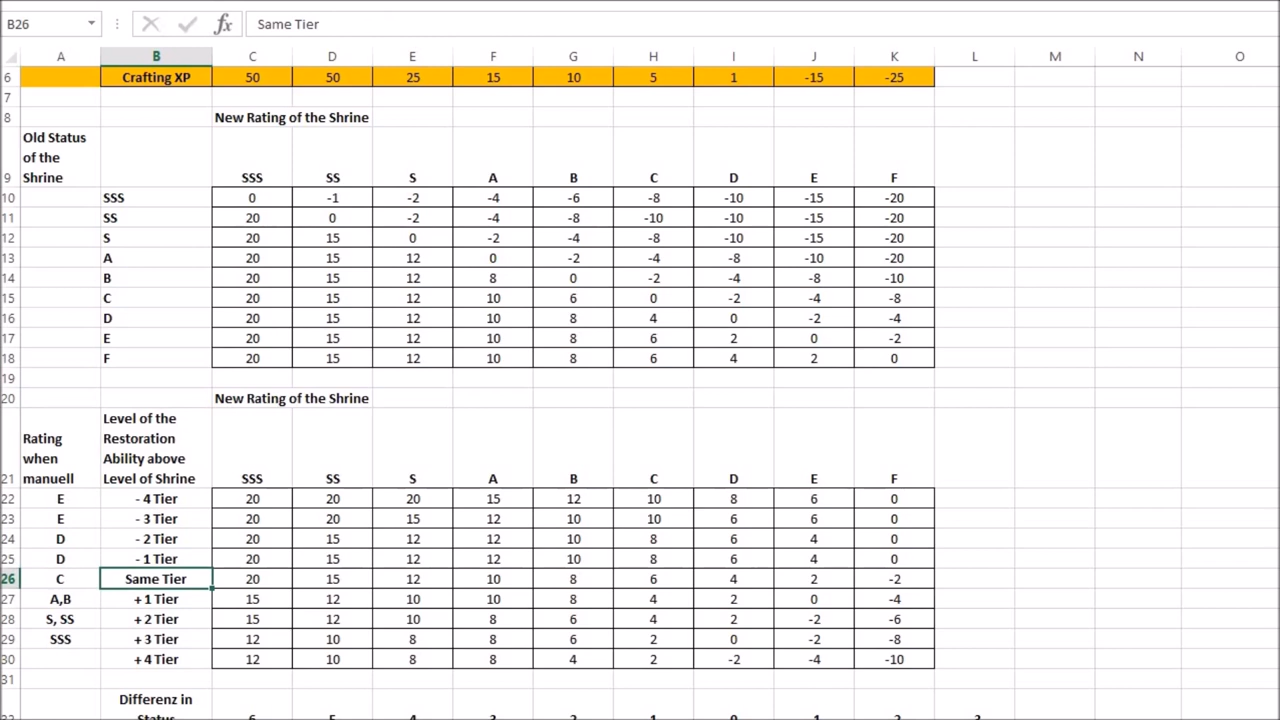 B26 fx Same Tier
A B C D E F G H I J K L M N O
6 Crafting XP 50 50 25 15 10 5 1 -15 -25
7
8 New Rating of the Shrine
Old Status
of the
9 Shrine SSS SS S A B C D E F
10 SSS 0 -1 -2 -4 -6 -8 -10 -15 -20
11 SS 20 0 -2 -4 -8 -10 -10 -15 -20
12 S 20 15 0 -2 -4 -8 -10 -15 -20
13 A 20 15 12 0 -2 -4 -8 -10 -20
14 B 20 15 12 8 0 -2 -4 -8 -10
15 C 20 15 12 10 6 0 -2 -4 -8
16 D 20 15 12 10 8 4 0 -2 -4
17 E 20 15 12 10 8 6 2 0 -2
18 F 20 15 12 10 8 6 4 2 0
19
20 New Rating of the Shrine
Level of the
Rating Restoration
when Ability above
21 manuell Level of Shrine SSS SS S A B C D E F
22 E - 4 Tier 20 20 20 15 12 10 8 6 0
23 E - 3 Tier 20 20 15 12 10 10 6 6 0
24 D - 2 Tier 20 15 12 12 10 8 6 4 0
25 D - 1 Tier 20 15 12 12 10 8 6 4 0
26 C Same Tier 20 15 12 10 8 6 4 2 -2
27 A,B + 1 Tier 15 12 10 10 8 4 2 0 -4
28 S, SS + 2 Tier 15 12 10 8 6 4 2 -2 -6
29 SSS + 3 Tier 12 10 8 8 6 2 0 -2 -8
30 + 4 Tier 12 10 8 8 4 2 -2 -4 -10
31
Differenz in
Status